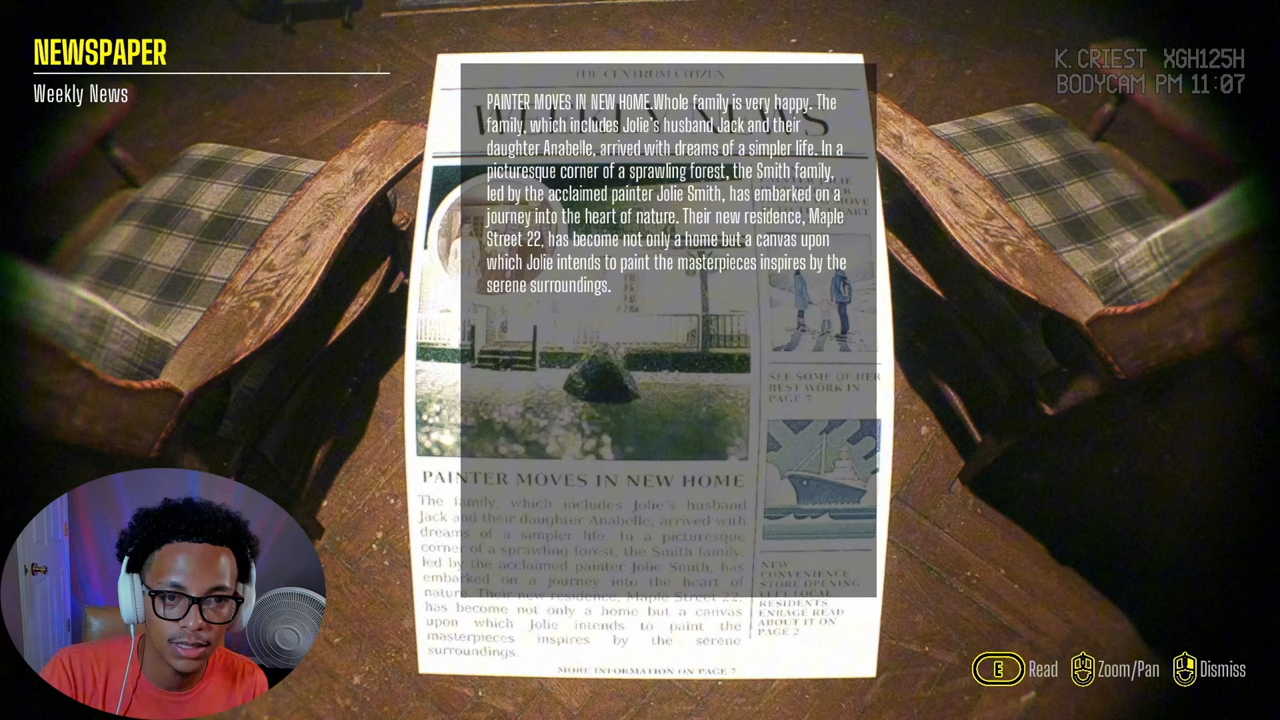 NEWSPAPER
Weekly News
K. CRIEST XGH125H
BODYCAM PM 11:07
THE CENTROM CITIZEN
WEEKLY NEWS
PAINTER MOVES IN NEW HOME.Whole family is very happy. The
family, which includes Jolie's husband Jack and their
daughter Anabelle, arrived with dreams of a simpler life. In a
picturesque corner of a sprawling forest, the Smith family,
led by the acclaimed painter Jolie Smith, has embarked on a
journey into the heart of nature. Their new residence, Maple
Street 22, has become not only a home but a canvas upon
which Jolie intends to paint the masterpieces inspires by the
serene surroundings.
SEE SOME OF HER
BEST WORK IN
PAGE 7
PAINTER MOVES IN NEW HOME
The family, which includes Jolie's husband
Jack and their daughter Anabelle, arrived with
dreams of a simpler life. In a picturesque
corner of a sprawling forest, the Smith family,
led by the acclaimed painter Jolie Smith, has
embarked on a journey into the heart of
nature. Their new residence, Maple Street 22,
has become not only a home but a canvas
upon which Jolie intends to paint the
masterpieces inspires by the serene
surroundings.
NEW
CONVENIENCE
STORE OPENING
LEFT LOCAL
RESIDENTS
ENRAGE READ
ABOUT IT ON
PAGE 2
MORE INFORMATION ON PAGE 7
E Read Zoom/Pan Dismiss